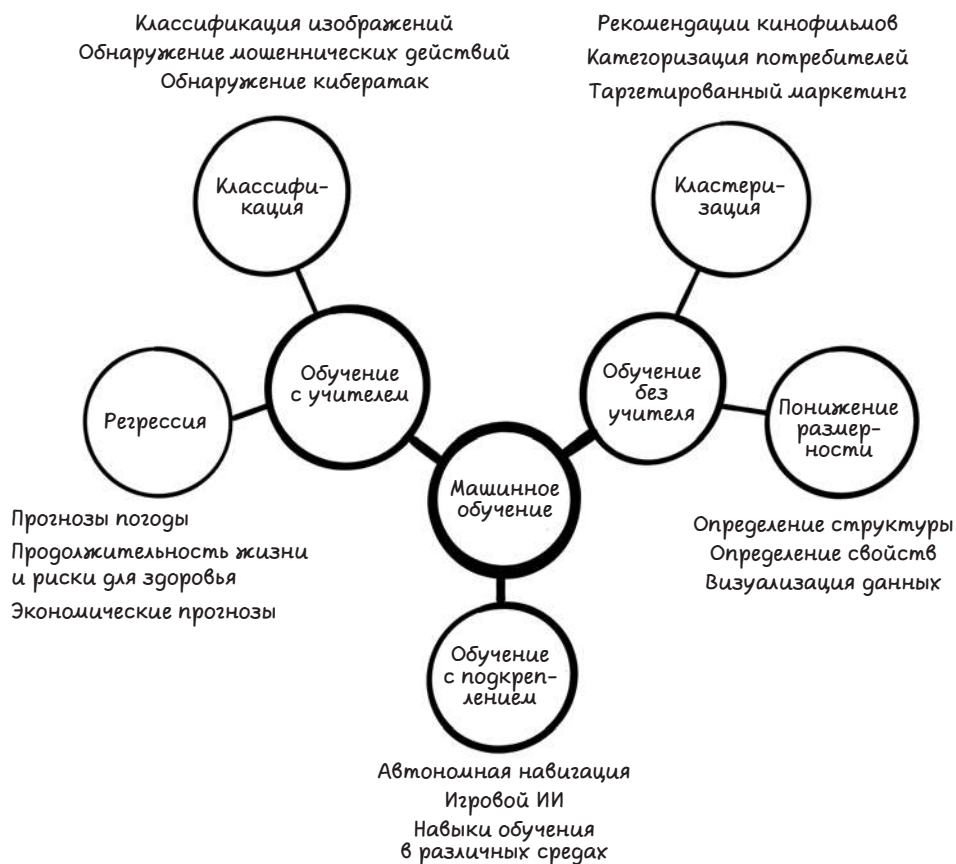 Классификация изображений
Обнаружение мошеннических действий
Обнаружение кибератак
Рекомендации кинофильмов
Категоризация потребителей
Таргетированный маркетинг
Классифи-
кация
Кластери-
зация
Обучение
с учителем
Обучение
без
учителя
Регрессия
Понижение
размер-
ности
Машинное
обучение
Прогнозы погоды
Продолжительность жизни
и риски для здоровья
Экономические прогнозы
Определение структуры
Определение свойств
Визуализация данных
Обучение
с подкреп-
лением
Автономная навигация
Игровой ИИ
Навыки обучения
в различных средах